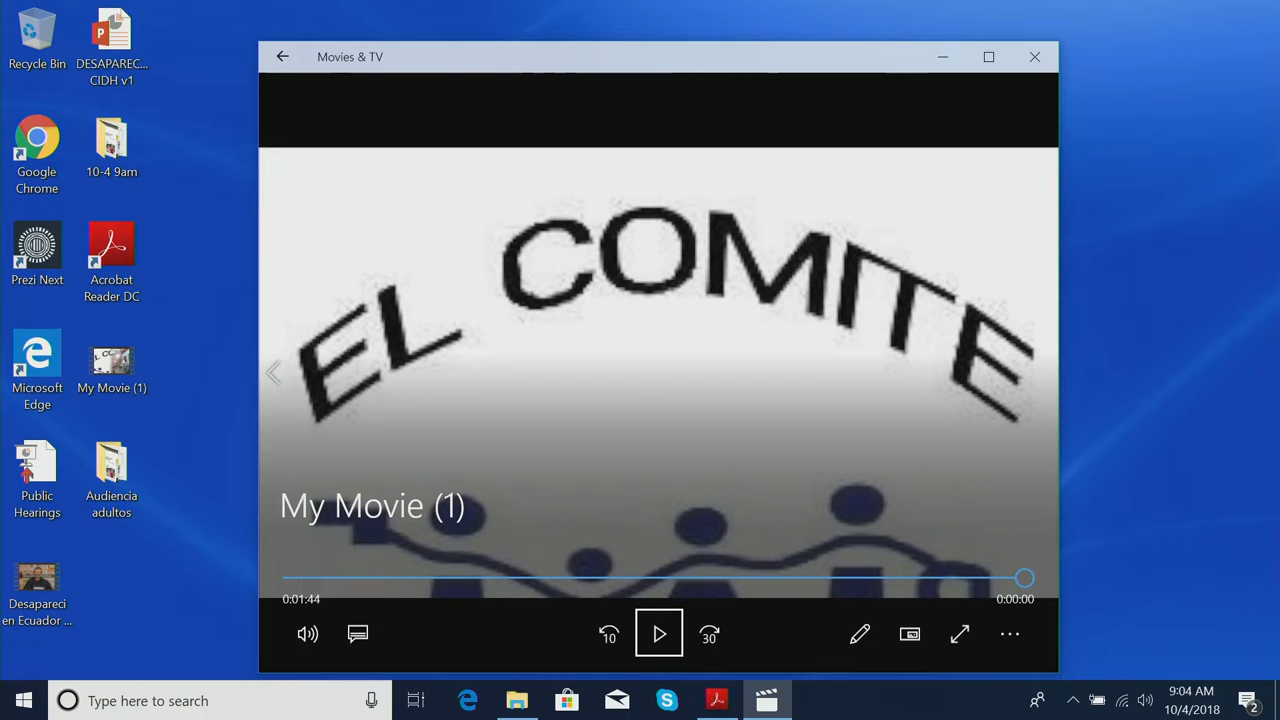 Recycle Bin
DESAPAREC...
CIDH v1
Google
Chrome
10-4 9am
Prezi Next
Acrobat
Reader DC
Microsoft
Edge
My Movie (1)
Public
Hearings
Audiencia
adultos
Desapareci
en Ecuador ...
Movies & TV
EL COMITE
My Movie (1)
0:01:44
0:00:00
10
30
Type here to search
9:04 AM
10/4/2018
2